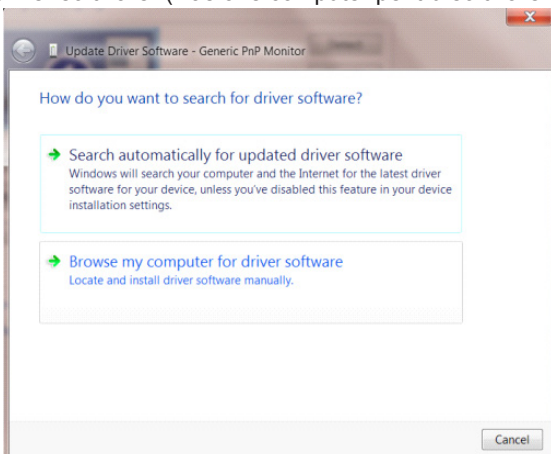 Update Driver Software - Generic PnP Monitor
How do you want to search for driver software?
Search automatically for updated driver software
Windows will search your computer and the Internet for the latest driver
software for your device, unless you've disabled this feature in your device
installation settings.
Browse my computer for driver software
Locate and install driver software manually.
Cancel